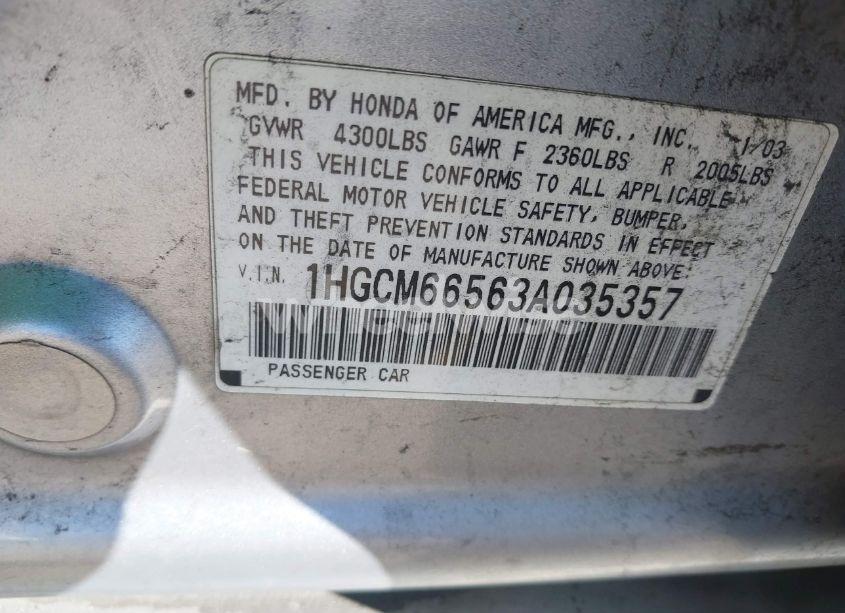 MFD. BY HONDA OF AMERICA MFG., INC. 1/03
GVWR 4300LBS GAWR F 2360LBS R 2005LBS
THIS VEHICLE CONFORMS TO ALL APPLICABLE
FEDERAL MOTOR VEHICLE SAFETY, BUMPER,
AND THEFT PREVENTION STANDARDS IN EFFECT
ON THE DATE OF MANUFACTURE SHOWN ABOVE.
V.I.N. 1HGCM66563A035357
PASSENGER CAR